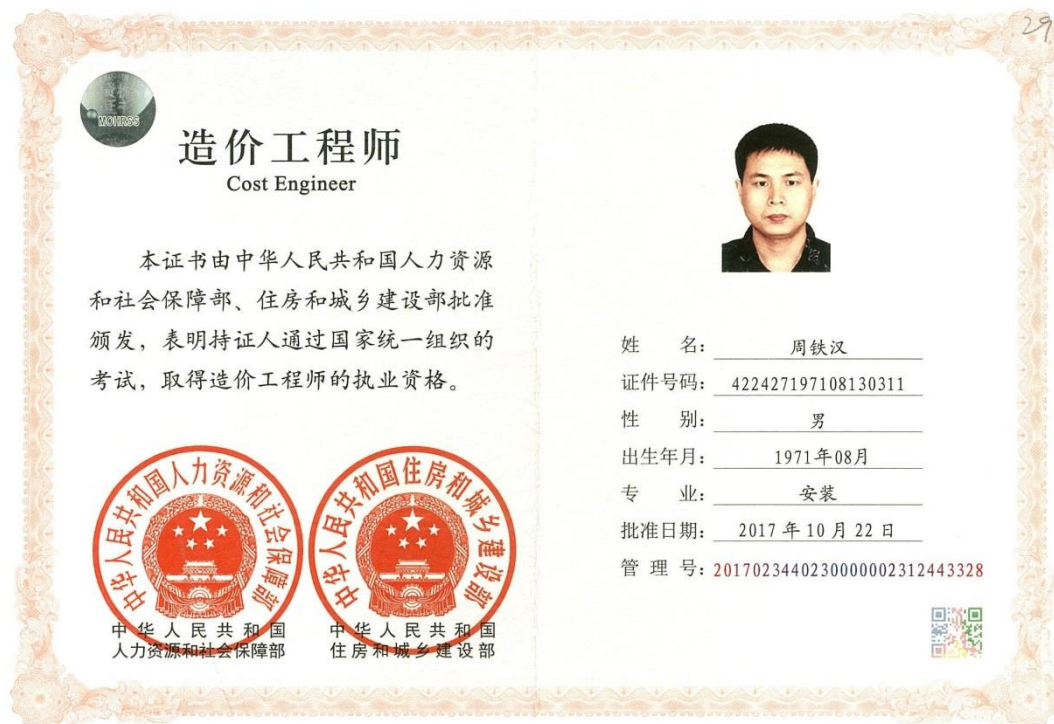 29
MOHRSS
造价工程师
Cost Engineer
本证书由中华人民共和国人力资源
和社会保障部、住房和城乡建设部批准
颁发，表明持证人通过国家统一组织的
考试，取得造价工程师的执业资格。
中华人民共和国人力资源和社会保障部
中华人民共和国住房和城乡建设部
中华人民共和国
人力资源和社会保障部
中华人民共和国
住房和城乡建设部
姓 名： 周铁汉
证件号码： 422427197108130311
性 别： 男
出生年月： 1971年08月
专 业： 安装
批准日期： 2017 年 10 月 22 日
管 理 号：2017023440230000002312443328